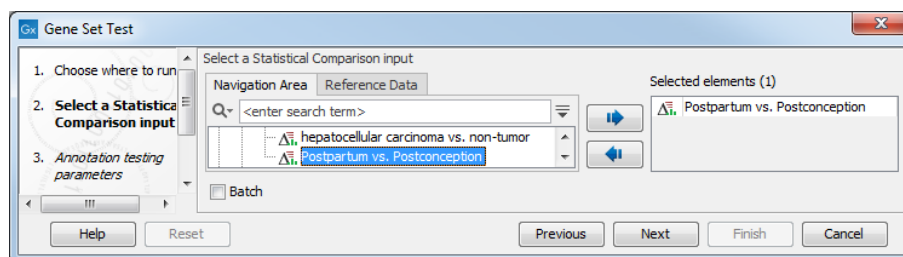 Gx Gene Set Test
X
1. Choose where to run
2. Select a Statistica
Comparison input
3. Annotation testing
parameters
Select a Statistical Comparison input
Navigation Area Reference Data
<enter search term>
hepatocellular carcinoma vs. non-tumor
Postpartum vs. Postconception
Batch
Selected elements (1)
Postpartum vs. Postconception
Help Reset Previous Next Finish Cancel